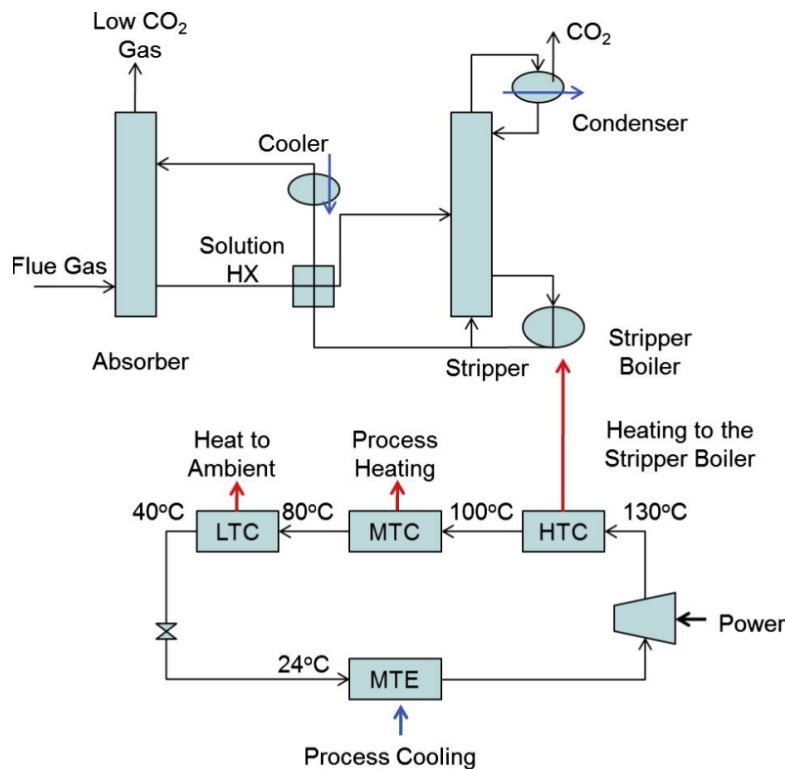 Low CO₂
Gas
CO₂
Condenser
Cooler
Solution
HX
Flue Gas
Absorber
Stripper
Stripper
Boiler
Heat to
Ambient
Process
Heating
Heating to the
Stripper Boiler
40°C
80°C
100°C
130°C
LTC
MTC
HTC
Power
24°C
MTE
Process Cooling